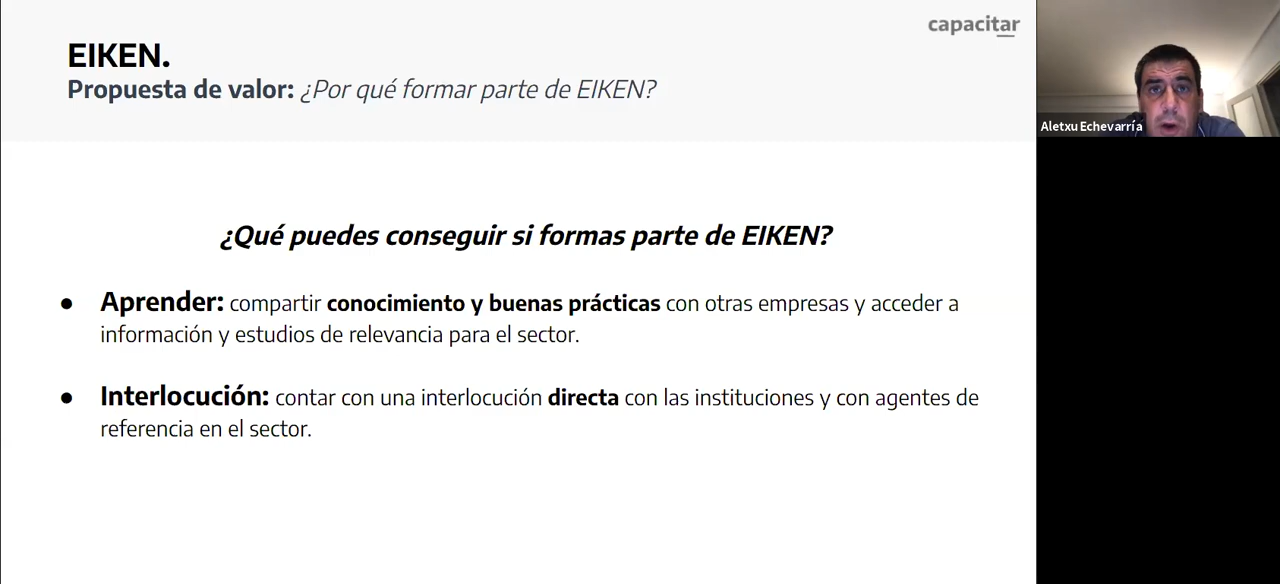 capacitar
EIKEN.
Propuesta de valor: ¿Por qué formar parte de EIKEN?
Aletxu Echevarría
¿Qué puedes conseguir si formas parte de EIKEN?
● Aprender: compartir conocimiento y buenas prácticas con otras empresas y acceder a
información y estudios de relevancia para el sector.
● Interlocución: contar con una interlocución directa con las instituciones y con agentes de
referencia en el sector.